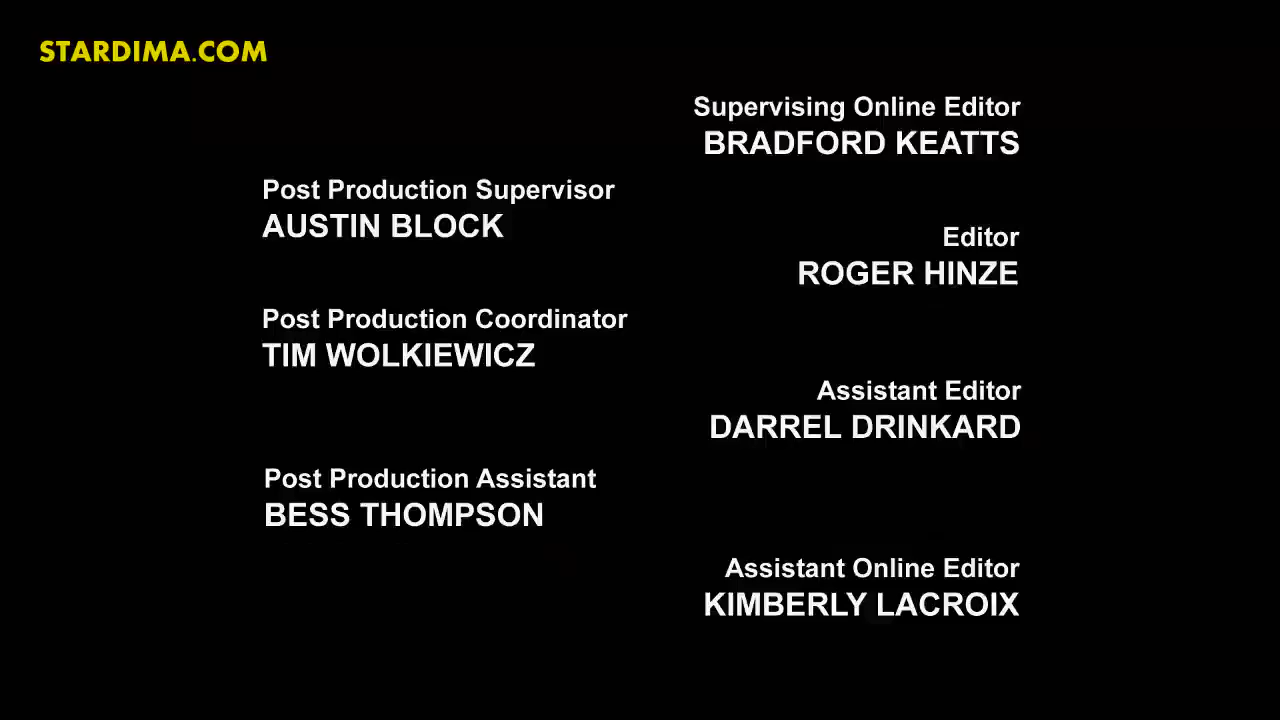 STARDIMA.COM
Supervising Online Editor
BRADFORD KEATTS
Post Production Supervisor
AUSTIN BLOCK
Editor
ROGER HINZE
Post Production Coordinator
TIM WOLKIEWICZ
Assistant Editor
DARREL DRINKARD
Post Production Assistant
BESS THOMPSON
Assistant Online Editor
KIMBERLY LACROIX